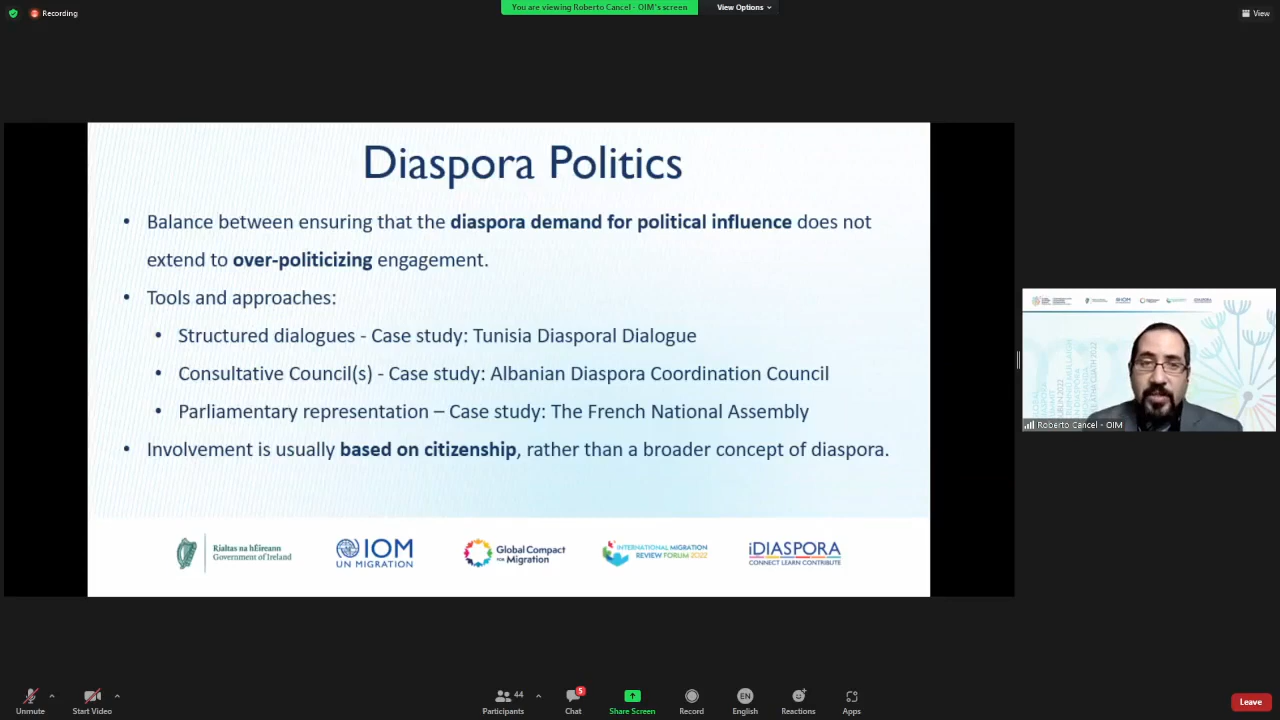 Recording
You are viewing Roberto Cancel - OIM's screen
View Options
View
Diaspora Politics
• Balance between ensuring that the diaspora demand for political influence does not
extend to over-politicizing engagement.
• Tools and approaches:
• Structured dialogues - Case study: Tunisia Diasporal Dialogue
• Consultative Council(s) - Case study: Albanian Diaspora Coordination Council
• Parliamentary representation – Case study: The French National Assembly
• Involvement is usually based on citizenship, rather than a broader concept of diaspora.
Rialtas na hÉireann
Government of Ireland
IOM
UN MIGRATION
Global Compact
FOR Migration
INTERNATIONAL MIGRATION
REVIEW FORUM 2022
iDIASPORA
CONNECT LEARN CONTRIBUTE
IOM
DUBLIN 2022
Roberto Cancel - OIM
Unmute
Start Video
44
Participants
5
Chat
Share Screen
Record
EN
English
Reactions
Apps
Leave